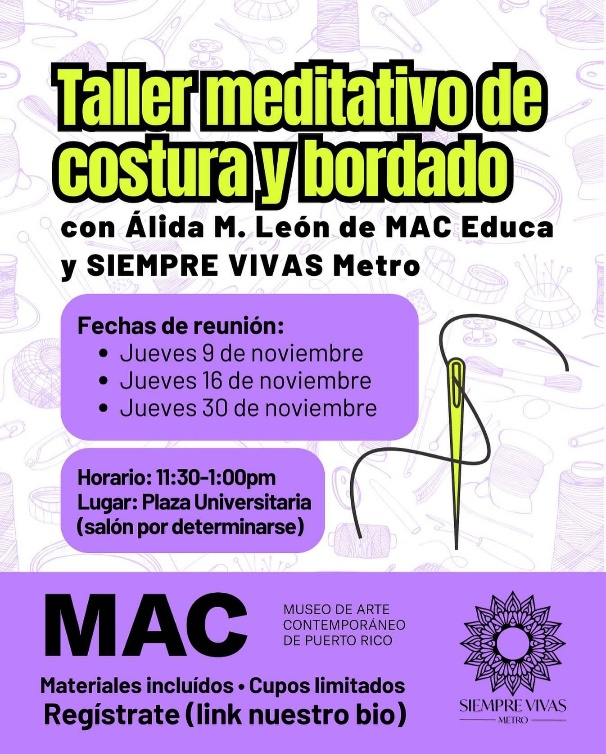 Taller meditativo de
costura y bordado
con Álida M. León de MAC Educa
y SIEMPRE VIVAS Metro
Fechas de reunión:
• Jueves 9 de noviembre
• Jueves 16 de noviembre
• Jueves 30 de noviembre
Horario: 11:30-1:00pm
Lugar: Plaza Universitaria
(salón por determinarse)
MAC
MUSEO DE ARTE
CONTEMPORÁNEO
DE PUERTO RICO
Materiales incluídos • Cupos limitados
Regístrate (link nuestro bio)
SIEMPRE VIVAS
METRO